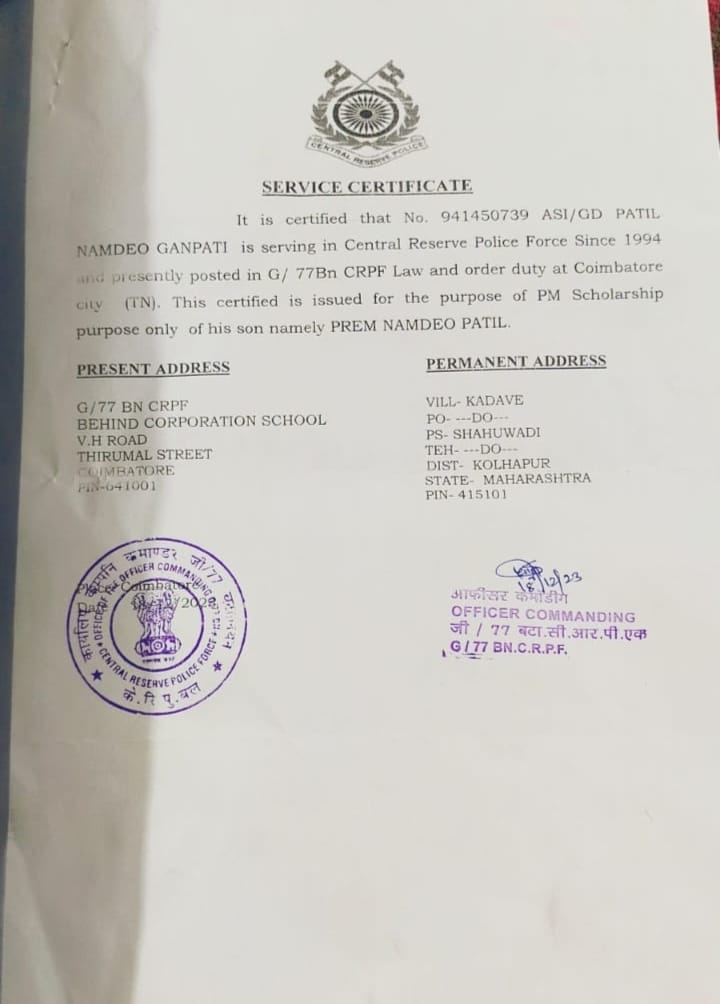 CENTRAL RESERVE POLICE
SERVICE CERTIFICATE
It is certified that No. 941450739 ASI/GD PATIL
NAMDEO GANPATI is serving in Central Reserve Police Force Since 1994
and presently posted in G/ 77Bn CRPF Law and order duty at Coimbatore
city (TN). This certified is issued for the purpose of PM Scholarship
purpose only of his son namely PREM NAMDEO PATIL.
PRESENT ADDRESS
G/77 BN CRPF
BEHIND CORPORATION SCHOOL
V.H ROAD
THIRUMAL STREET
COIMBATORE
PIN-641001
PERMANENT ADDRESS
VILL- KADAVE
PO- ---DO---
PS- SHAHUWADI
TEH- ---DO---
DIST- KOLHAPUR
STATE- MAHARASHTRA
PIN- 415101
Coimbatore
कार्यालय कम्पनि कमाण्डर जी/77
OFFICE OF THE OFFICER COMMANDING
CENTRAL RESERVE POLICE FORCE
के.रि.पु.बल
18/12/23
आफीसर कमांडींग
OFFICER COMMANDING
जी / 77 बटा.सी.आर.पी.एफ
G/77 BN.C.R.P.F.